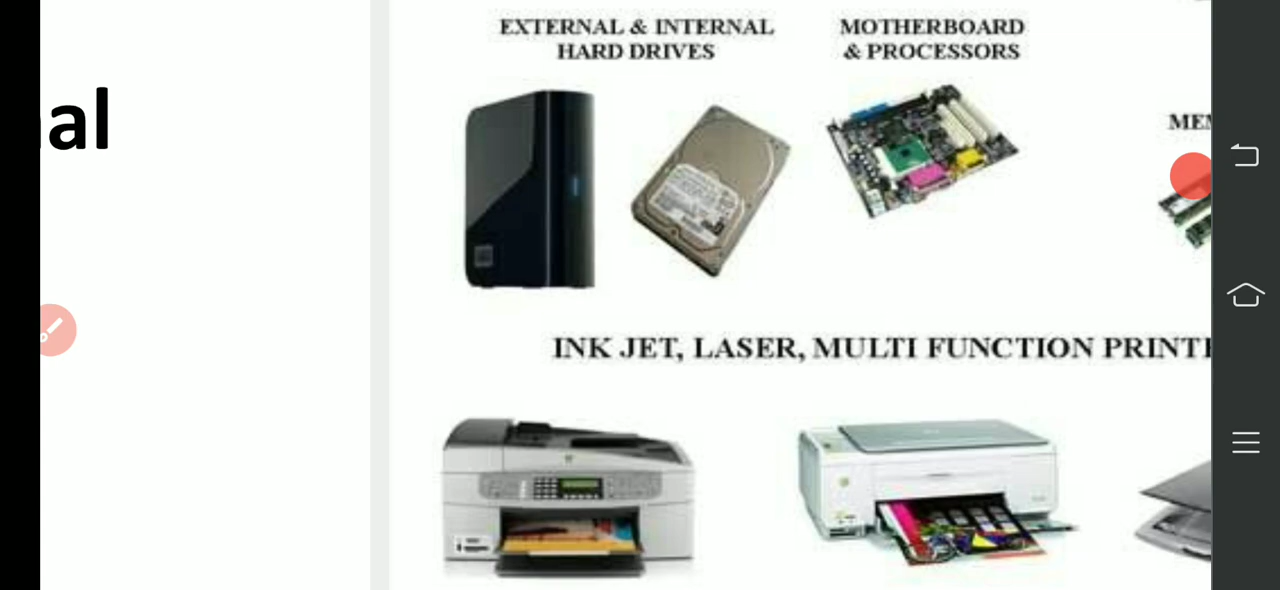 al
EXTERNAL & INTERNAL
HARD DRIVES
MOTHERBOARD
& PROCESSORS
INK JET, LASER, MULTI FUNCTION